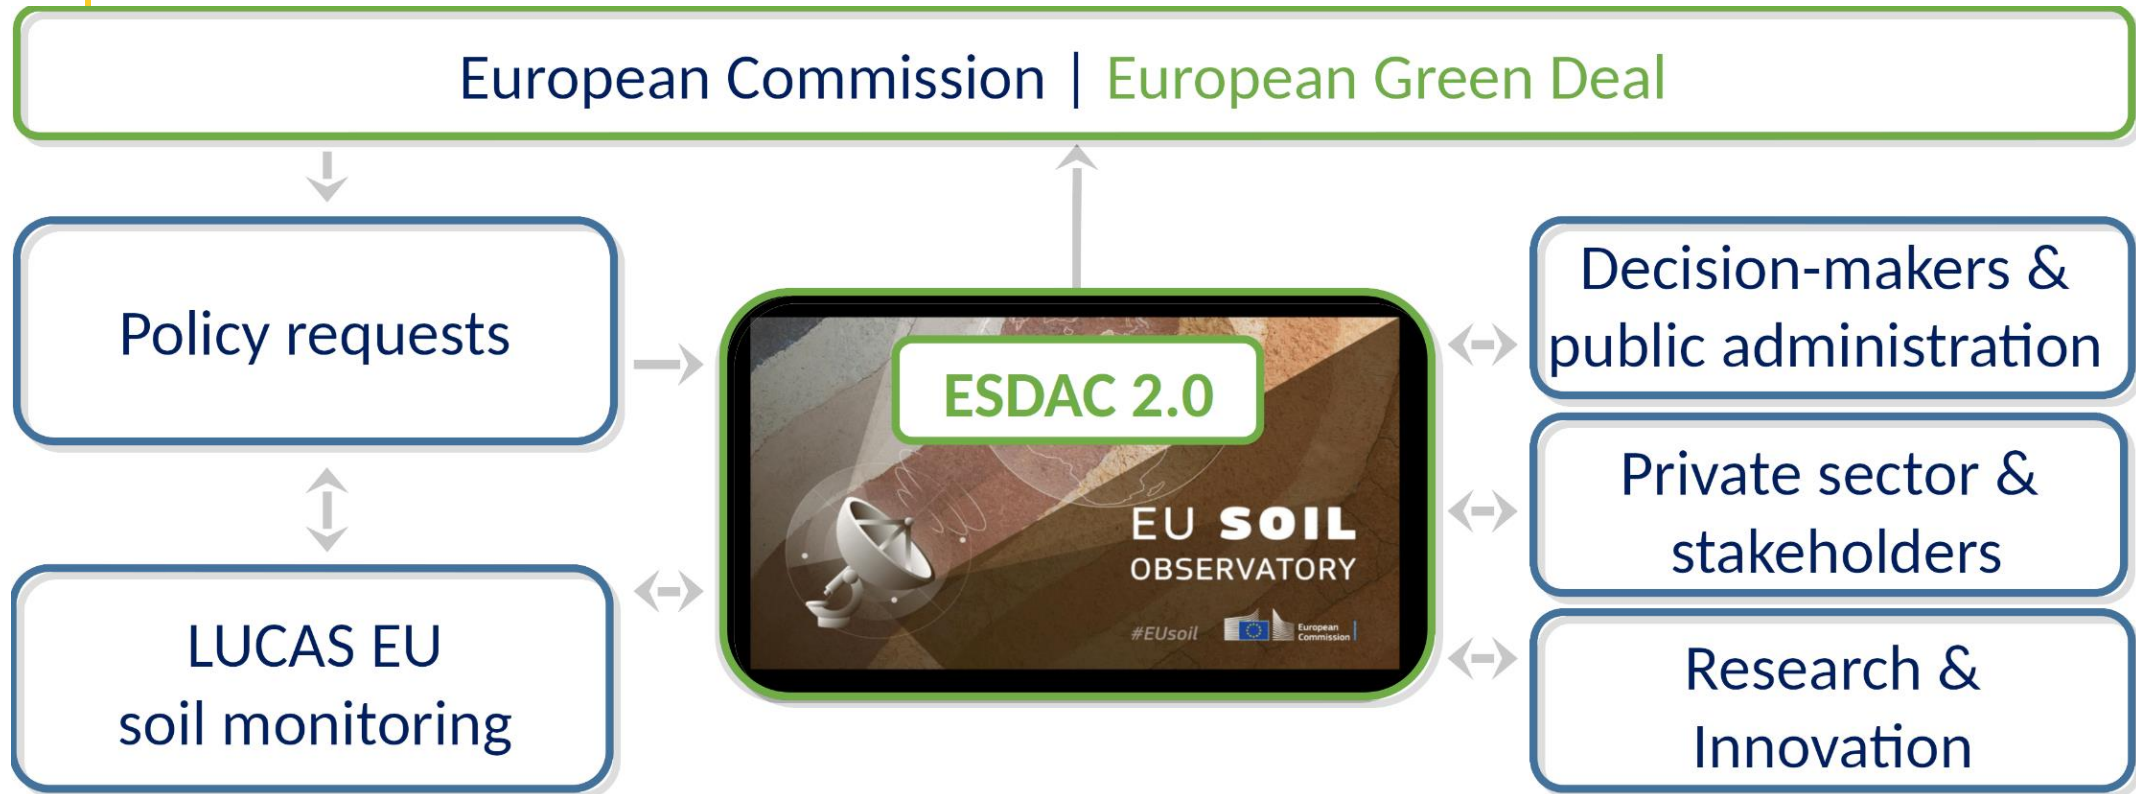 European Commission | European Green Deal
Policy requests
LUCAS EU
soil monitoring
ESDAC 2.0
EU SOIL
OBSERVATORY
#EUsoil
European
Commission
Decision-makers &
public administration
Private sector &
stakeholders
Research &
Innovation